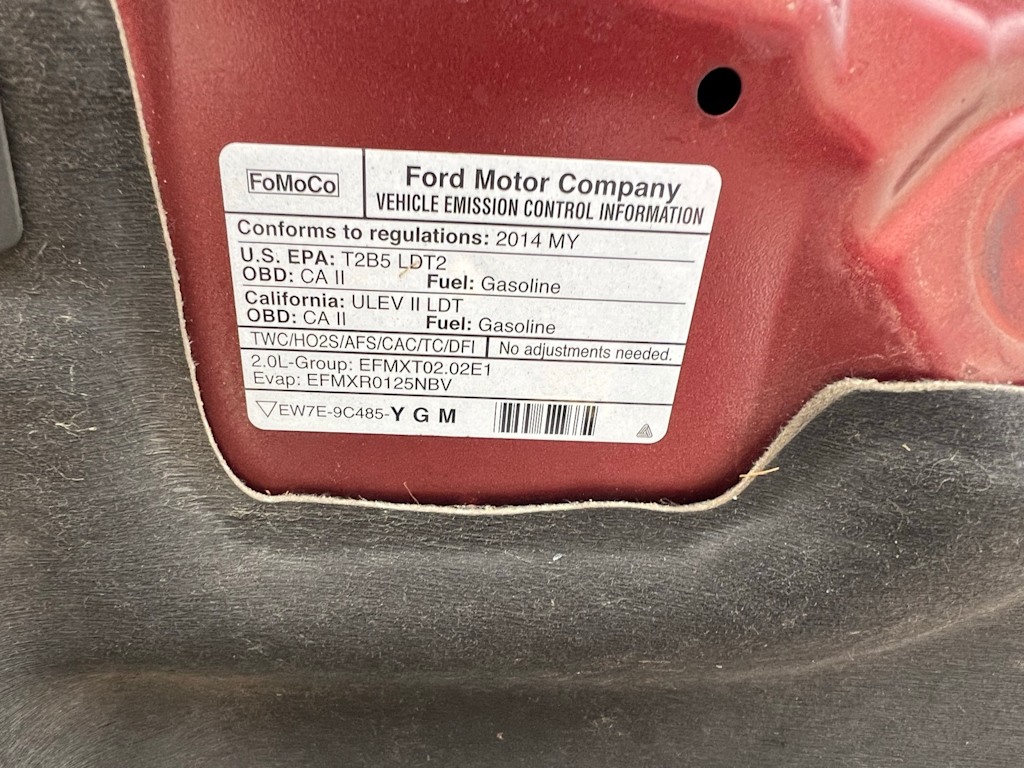 FoMoCo
Ford Motor Company
VEHICLE EMISSION CONTROL INFORMATION
Conforms to regulations: 2014 MY
U.S. EPA: T2B5 LDT2
OBD: CA II Fuel: Gasoline
California: ULEV II LDT
OBD: CA II Fuel: Gasoline
TWC/HO2S/AFS/CAC/TC/DFI No adjustments needed.
2.0L-Group: EFMXT02.02E1
Evap: EFMXR0125NBV
EW7E-9C485-Y G M